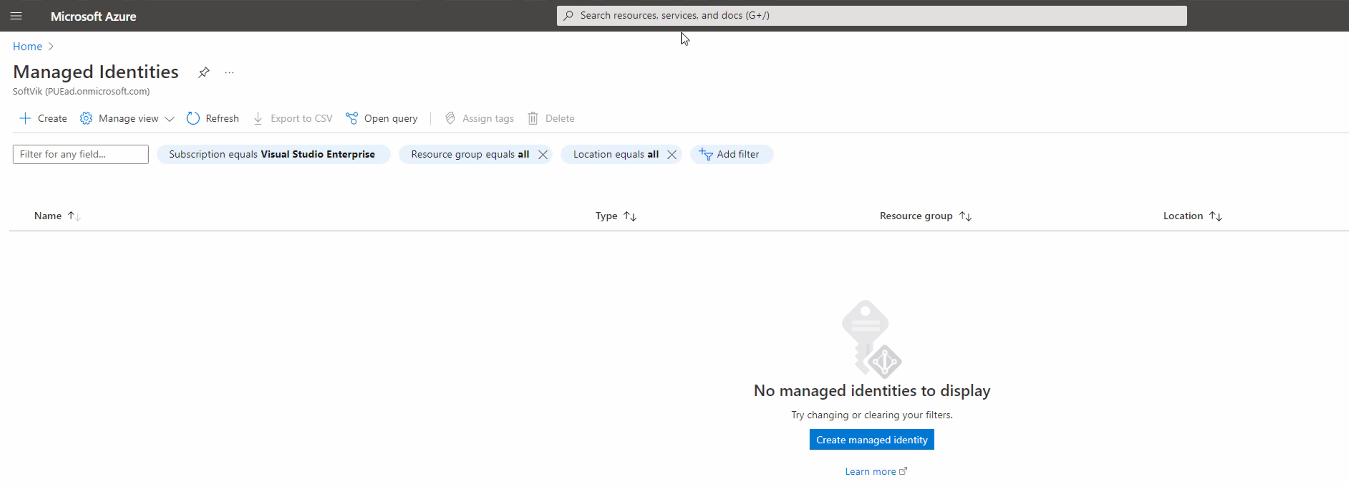 Microsoft Azure
Search resources, services, and docs (G+/)
Home
Managed Identities
...
SoftVik (PUEad.onmicrosoft.com)
Create Manage view Refresh Export to CSV Open query Assign tags Delete
Filter for any field... Subscription equals Visual Studio Enterprise Resource group equals all Location equals all Add filter
Name Type Resource group Location
No managed identities to display
Try changing or clearing your filters.
Create managed identity
Learn more